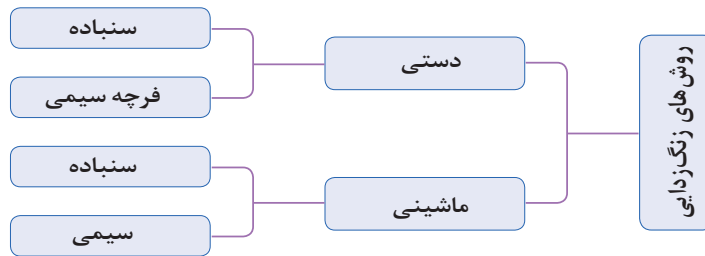 روش‌های زنگ‌زدایی
دستی
سنباده
فرچه سیمی
ماشینی
سنباده
سیمی